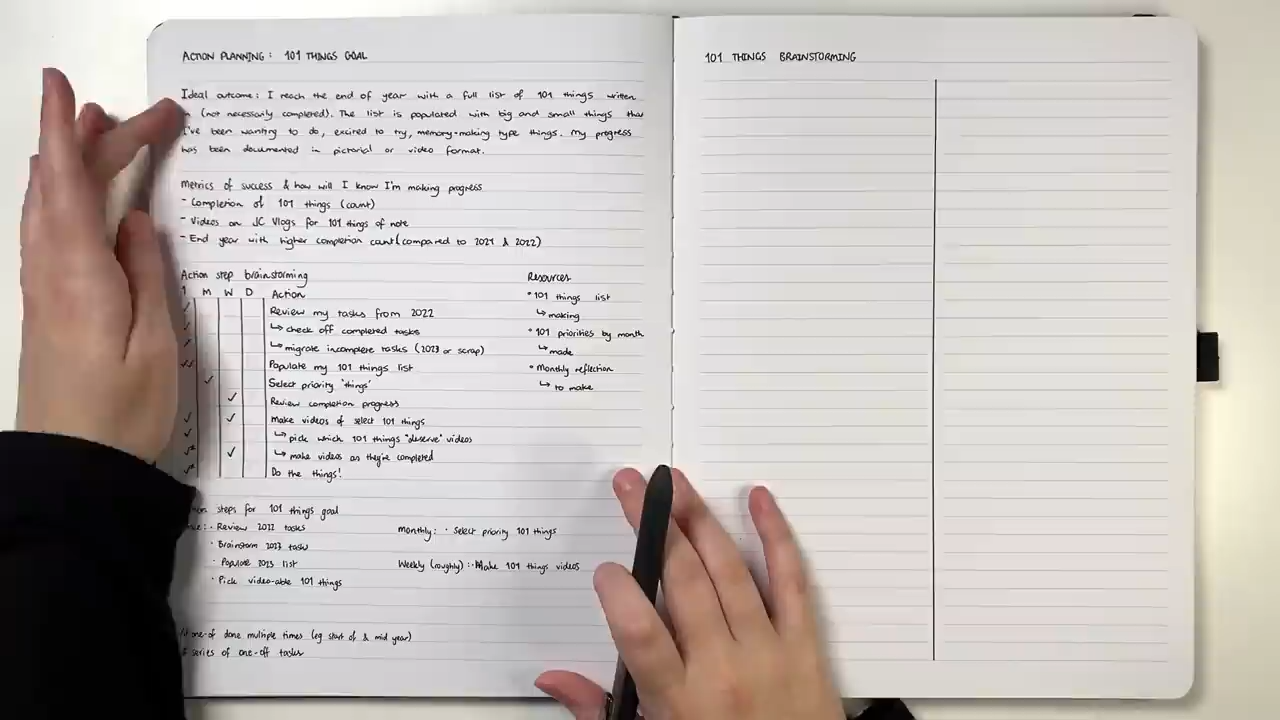 ACTION PLANNING: 101 THINGS GOAL
Ideal outcome: I reach the end of year with a full list of 101 things written
(not necessarily completed). The list is populated with big and small things that
I've been wanting to do, excired to try, memory-making type things. My progress
has been documented in pictorial or video format.
Metrics of success & how will I know I'm making progress
- Completion of 101 things (count)
- Videos on JC Vlogs for 101 things of note
- End year with higher completion count (compared to 2021 & 2022)
Action step brainstorming
1 M W D Action
Review my tasks from 2022
↳ check off completed tasks
↳ migrate incomplete tasks (2023 or scrap)
Populate my 101 things list
Select priority 'things'
Review completion progress
Make videos of select 101 things
↳ pick which 101 things "deserve" videos
↳ make videos as they're completed
Do the things!
Resources
• 101 things list
↳ making
• 101 priorities by month
↳ made
• Monthly reflection
↳ to make
steps for 101 things goal
· Review 2022 tasks
· Brainstorm 2023 tasks
· Populate 2023 list
· Pick video-able 101 things
Monthly: · Select priority 101 things
Weekly (roughly): · Make 101 things videos
one-of done multiple times (eg start of & mid year)
series of one-off tasks
101 THINGS BRAINSTORMING